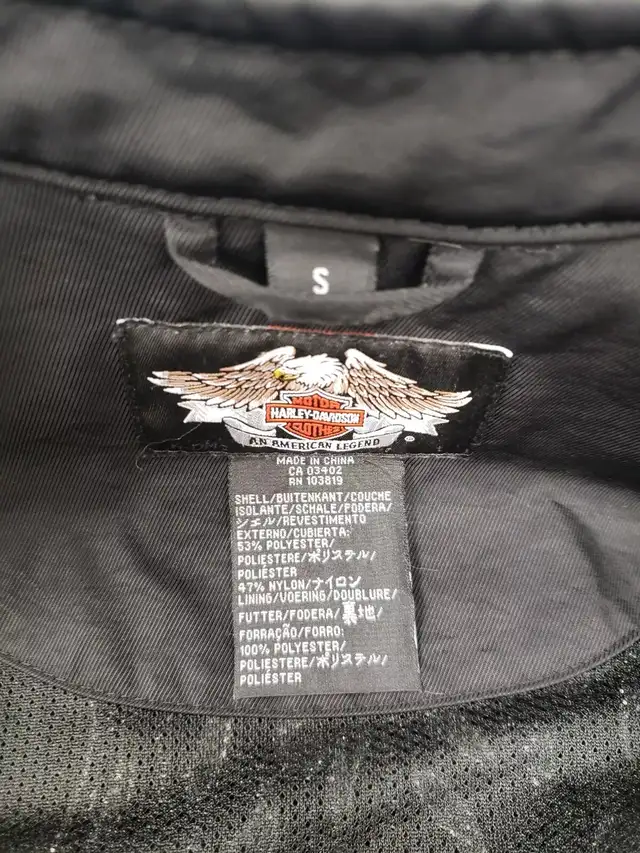 S
MOTOR
HARLEY-DAVIDSON
CLOTHES
AN AMERICAN LEGEND ®
MADE IN CHINA
CA 03402
RN 103819
SHELL/BUITENKANT/COUCHE
ISOLANTE/SCHALE/PODERA/
シェル/REVESTIMENTO
EXTERNO/CUBIERTA:
53% POLYESTER/
POLIESTERE/ポリステル/
POLIÉSTER
47% NYLON/ナイロン
LINING/VOERING/DOUBLURE/
FUTTER/FODERA/裏地/
FORRAÇÃO/FORRO:
100% POLYESTER/
POLIESTERE/ポリステル/
POLIÉSTER